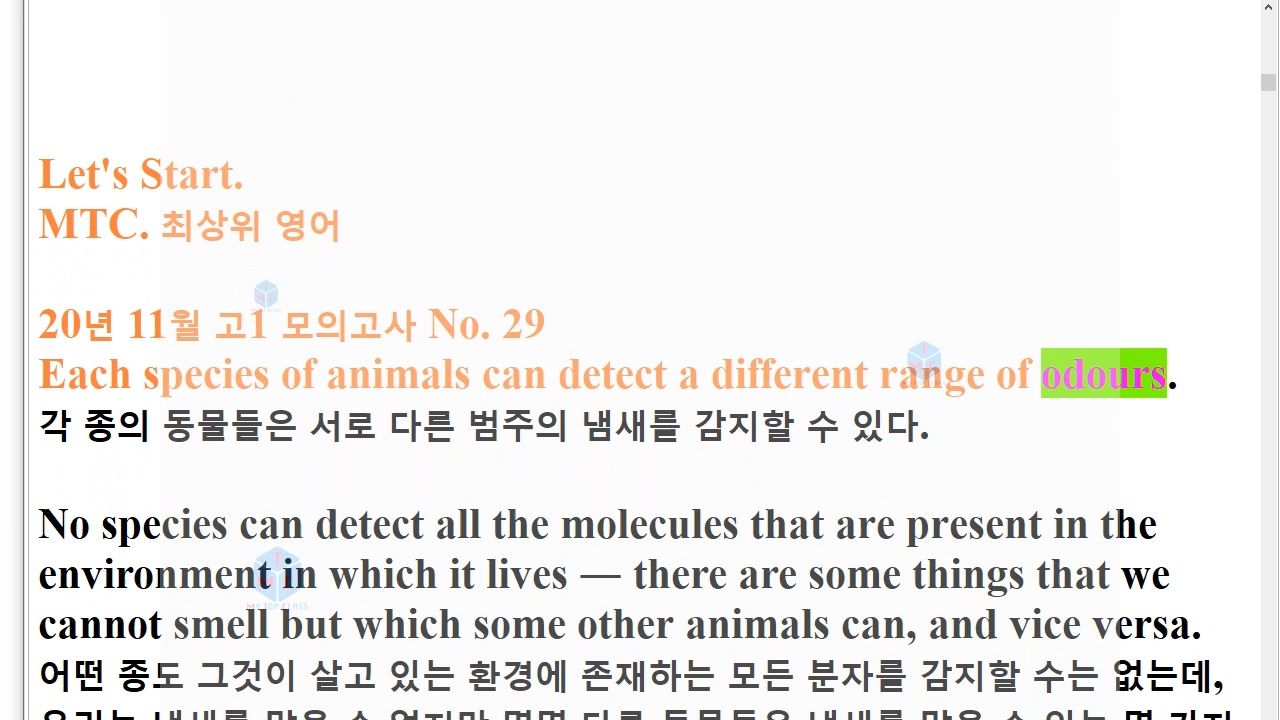 Let's Start.
MTC. 최상위 영어
20년 11월 고1 모의고사 No. 29
Each species of animals can detect a different range of odours.
각 종의 동물들은 서로 다른 범주의 냄새를 감지할 수 있다.
No species can detect all the molecules that are present in the
environment in which it lives — there are some things that we
cannot smell but which some other animals can, and vice versa.
어떤 종도 그것이 살고 있는 환경에 존재하는 모든 분자를 감지할 수는 없는데,
MY TOP CLASS